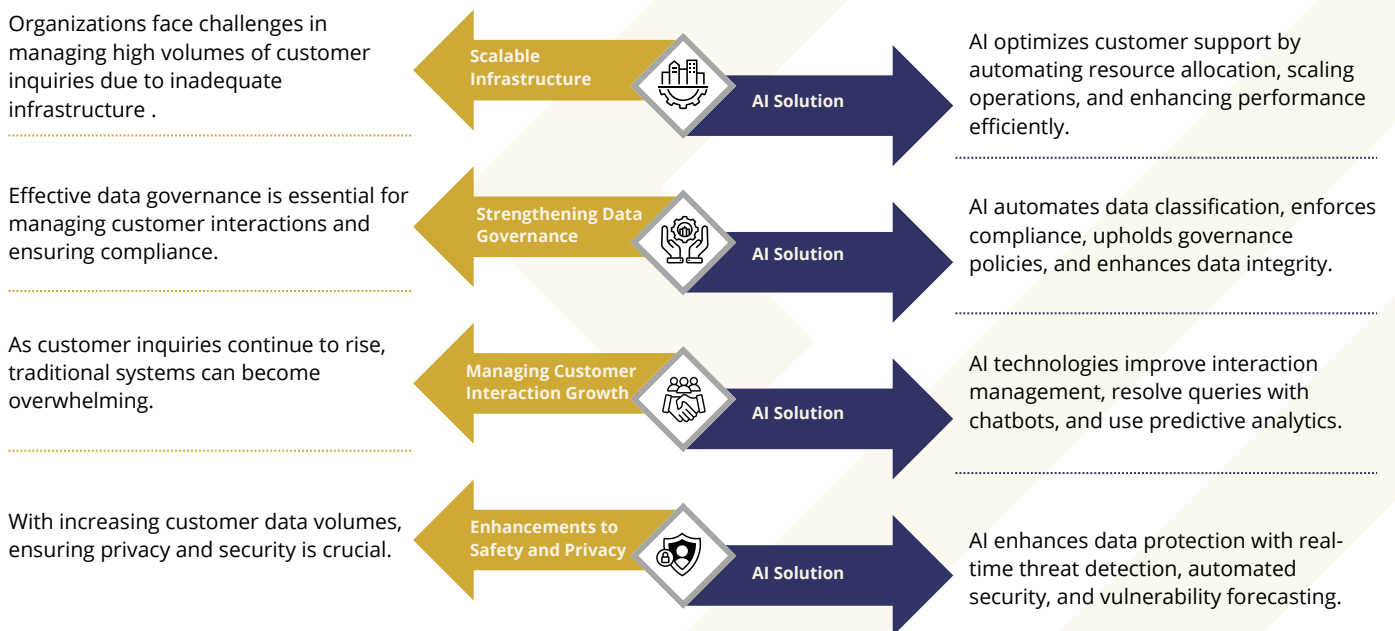 Organizations face challenges in
managing high volumes of customer
inquiries due to inadequate
infrastructure .
Scalable
Infrastructure
AI Solution
AI optimizes customer support by
automating resource allocation, scaling
operations, and enhancing performance
efficiently.
Effective data governance is essential for
managing customer interactions and
ensuring compliance.
Strengthening Data
Governance
AI Solution
AI automates data classification, enforces
compliance, upholds governance
policies, and enhances data integrity.
As customer inquiries continue to rise,
traditional systems can become
overwhelming.
Managing Customer
Interaction Growth
AI Solution
AI technologies improve interaction
management, resolve queries with
chatbots, and use predictive analytics.
With increasing customer data volumes,
ensuring privacy and security is crucial.
Enhancements to
Safety and Privacy
AI Solution
AI enhances data protection with real-
time threat detection, automated
security, and vulnerability forecasting.